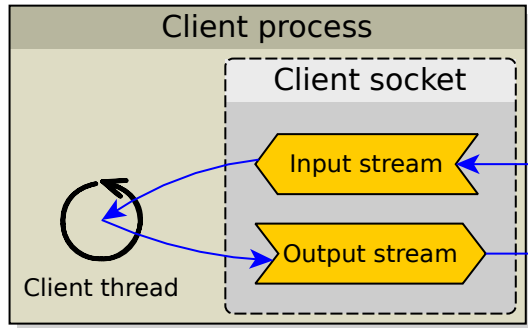 Client process
Client socket
Input stream
Output stream
Client thread